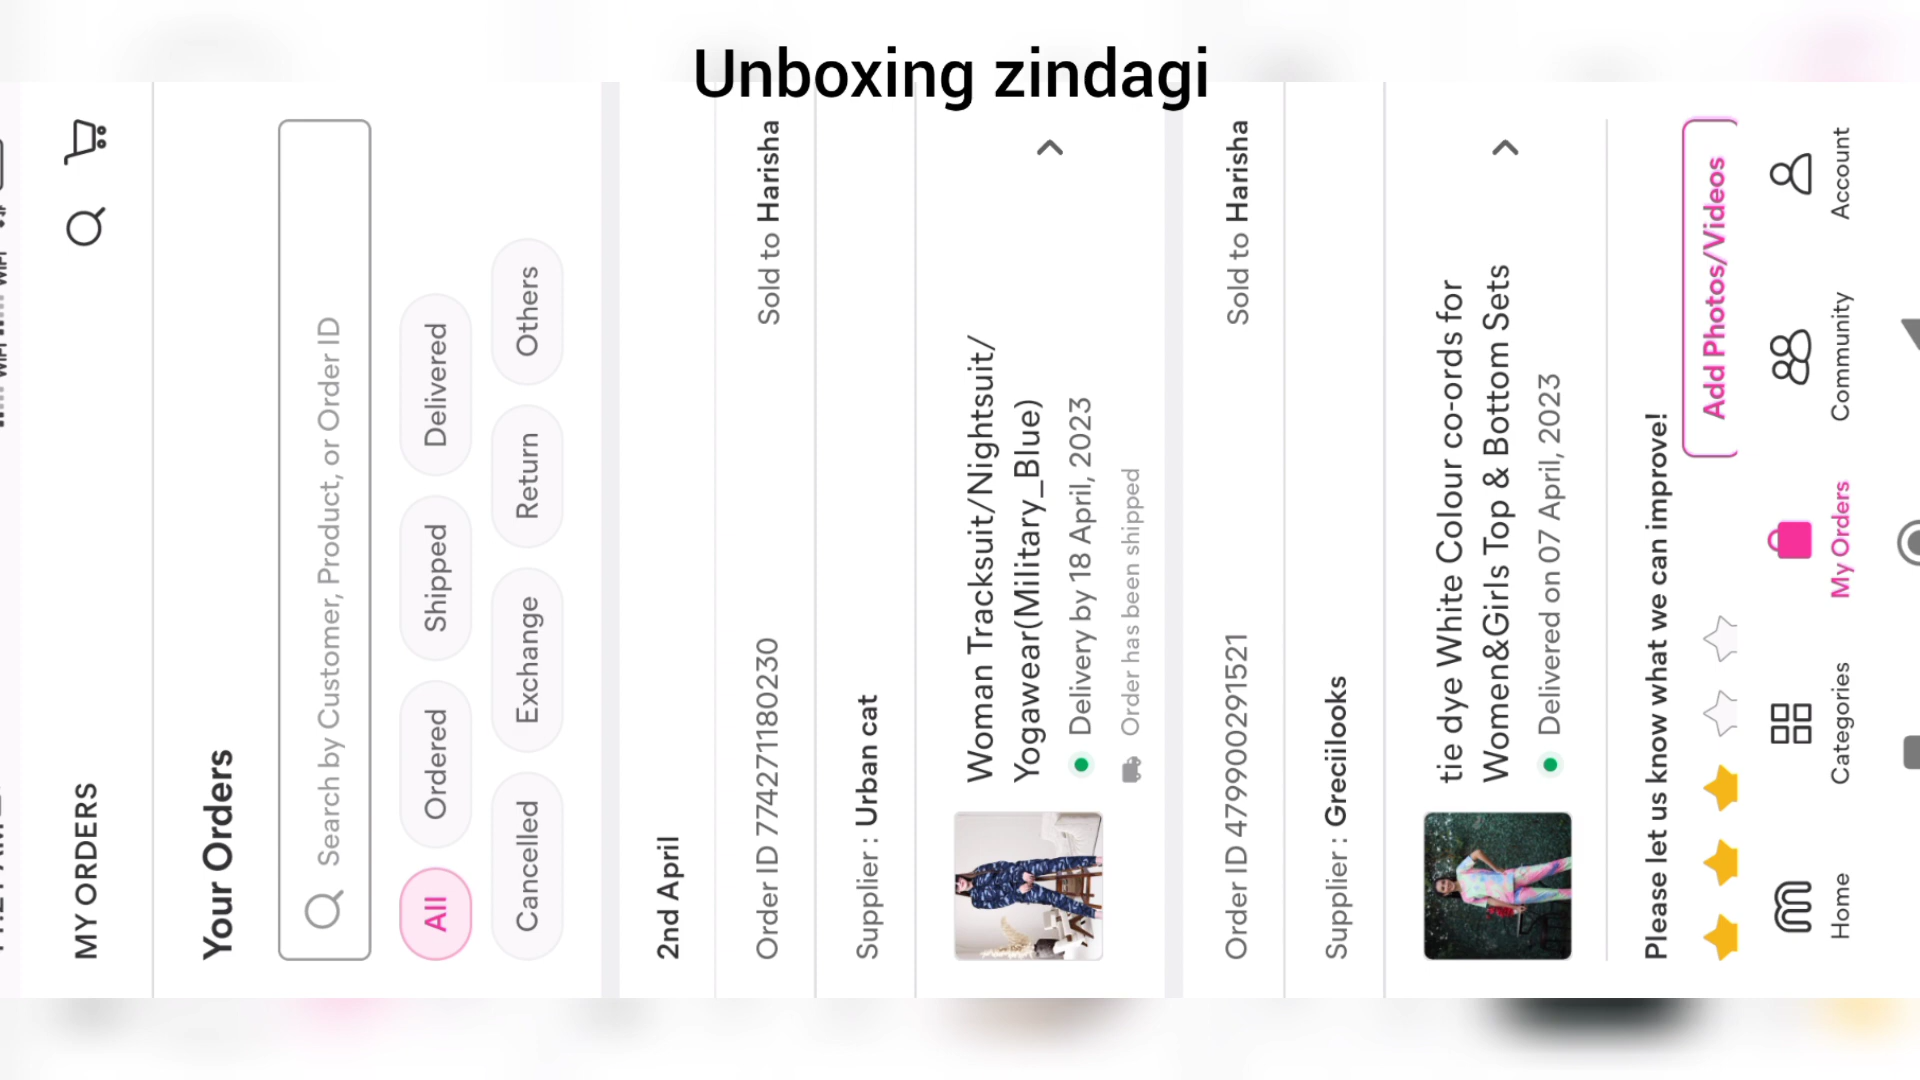 Unboxing zindagi
MY ORDERS
Your Orders
Search by Customer, Product, or Order ID
All
Ordered
Shipped
Delivered
Cancelled
Exchange
Return
Others
2nd April
Order ID 77427118​0230
Sold to Harisha
Supplier : Urban cat
Woman Tracksuit/Nightsuit/
Yogawear(Military_Blue)
Delivery by 18 April, 2023
Order has been shipped
Order ID 47990029​1521
Sold to Harisha
Supplier : Greciilooks
tie dye White Colour co-ords for
Women&Girls Top & Bottom Sets
Delivered on 07 April, 2023
Please let us know what we can improve!
Add Photos/Videos
Home
Categories
My Orders
Community
Account